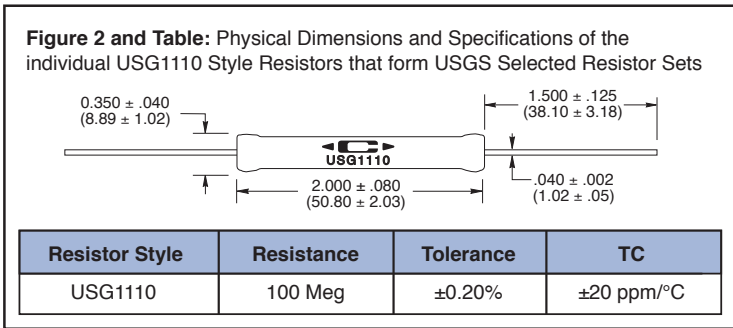 Figure 2 and Table: Physical Dimensions and Specifications of the
individual USG1110 Style Resistors that form USGS Selected Resistor Sets
0.350 ± .040
(8.89 ± 1.02)
1.500 ± .125
(38.10 ± 3.18)
USG1110
2.000 ± .080
(50.80 ± 2.03)
.040 ± .002
(1.02 ± .05)
Resistor Style Resistance Tolerance TC
USG1110 100 Meg ±0.20% ±20 ppm/°C